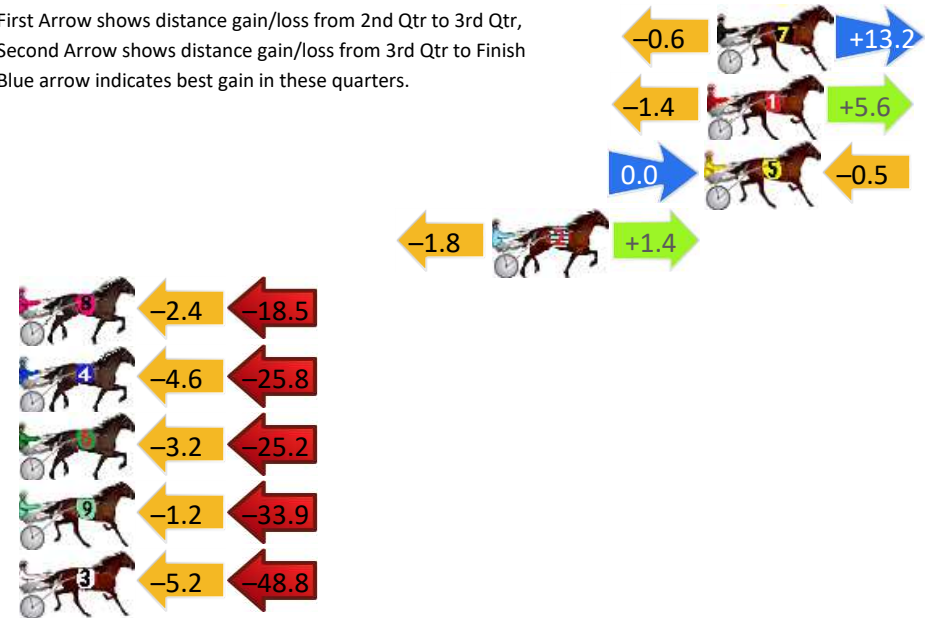 First Arrow shows distance gain/loss from 2nd Qtr to 3rd Qtr,
Second Arrow shows distance gain/loss from 3rd Qtr to Finish
Blue arrow indicates best gain in these quarters.
–0.6 7 +13.2
–1.4 1 +5.6
0.0 5 –0.5
–1.8 2 +1.4
8 –2.4 –18.5
4 –4.6 –25.8
6 –3.2 –25.2
9 –1.2 –33.9
3 –5.2 –48.8